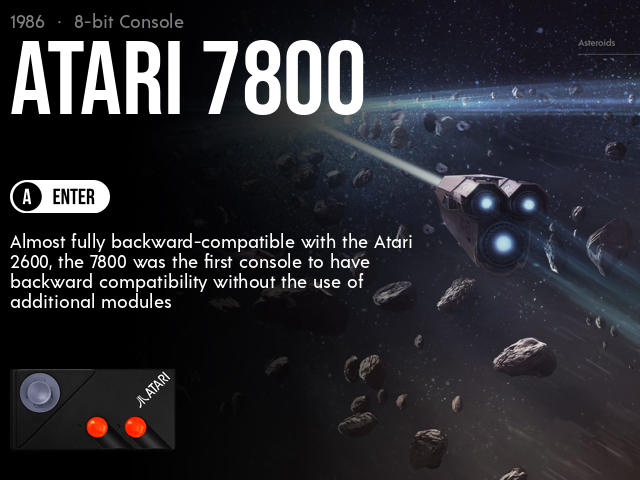 1986 · 8-bit Console
ATARI 7800
Asteroids
A ENTER
Almost fully backward-compatible with the Atari
2600, the 7800 was the first console to have
backward compatibility without the use of
additional modules
ATARI